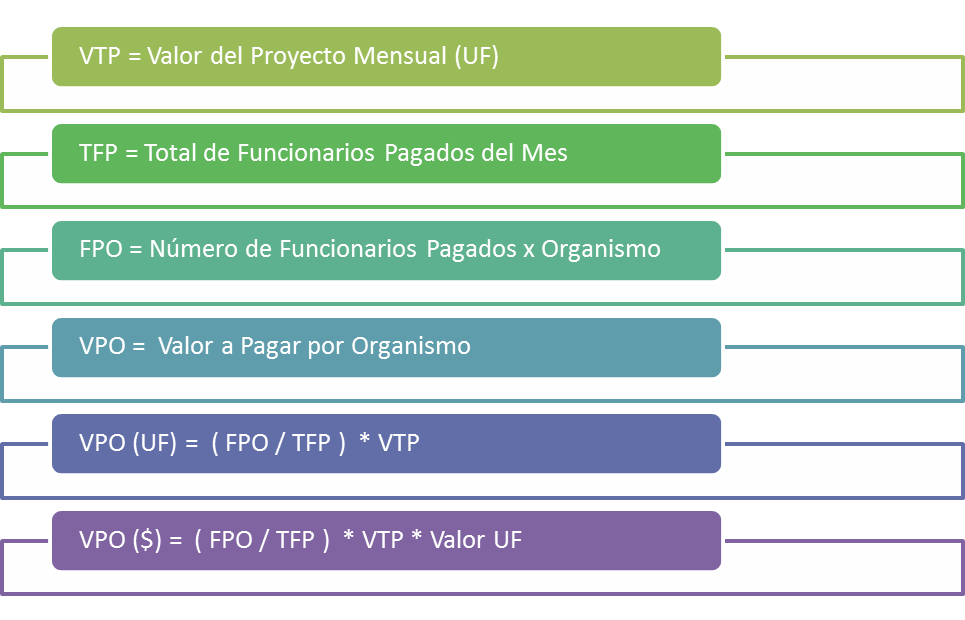 VTP = Valor del Proyecto Mensual (UF)
TFP = Total de Funcionarios Pagados del Mes
FPO = Número de Funcionarios Pagados x Organismo
VPO = Valor a Pagar por Organismo
VPO (UF) = ( FPO / TFP ) * VTP
VPO ($) = ( FPO / TFP ) * VTP * Valor UF